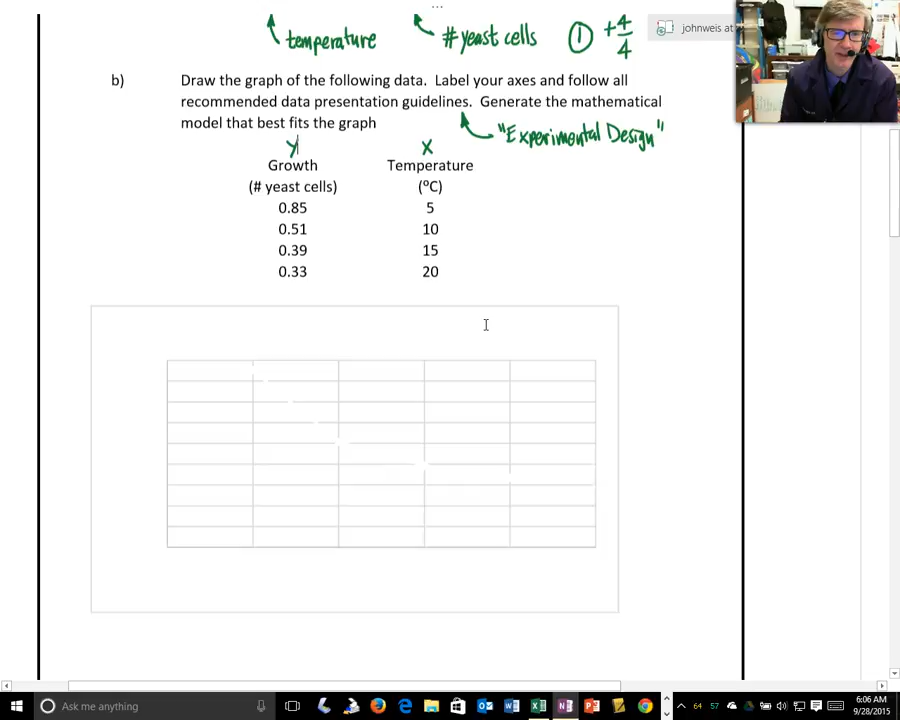 temperature
# yeast cells
1 +4/4
johnweis at
b) Draw the graph of the following data. Label your axes and follow all
recommended data presentation guidelines. Generate the mathematical
model that best fits the graph
"Experimental Design"
y x
Growth Temperature
(# yeast cells) (°C)
0.85 5
0.51 10
0.39 15
0.33 20
Ask me anything
64 57
6:06 AM
9/28/2015